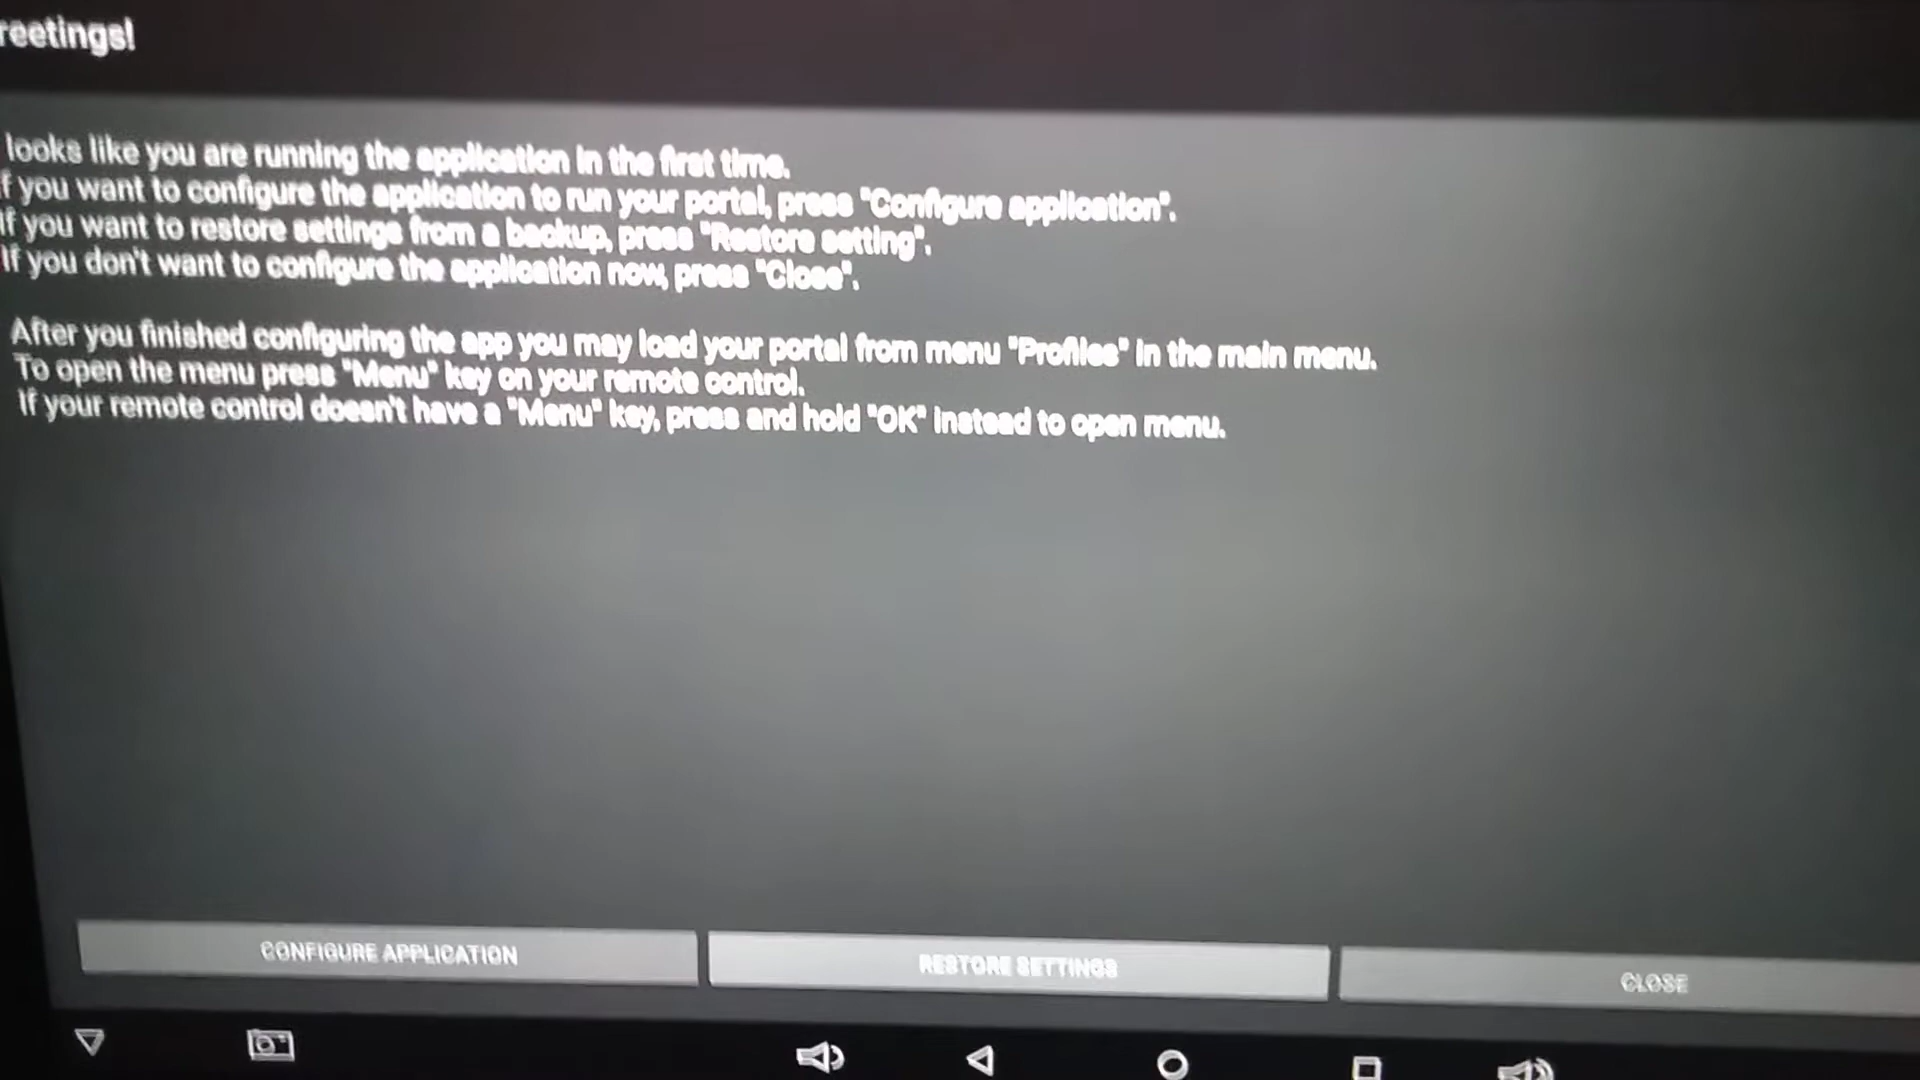 reetings!
looks like you are running the application in the first time.
f you want to configure the application to run your portal, press "Configure application".
If you want to restore settings from a backup, press "Restore setting".
If you don't want to configure the application now, press "Close".
After you finished configuring the app you may load your portal from menu "Profiles" in the main menu.
To open the menu press "Menu" key on your remote control.
If your remote control doesn't have a "Menu" key, press and hold "OK" instead to open menu.
CONFIGURE APPLICATION
RESTORE SETTINGS
CLOSE